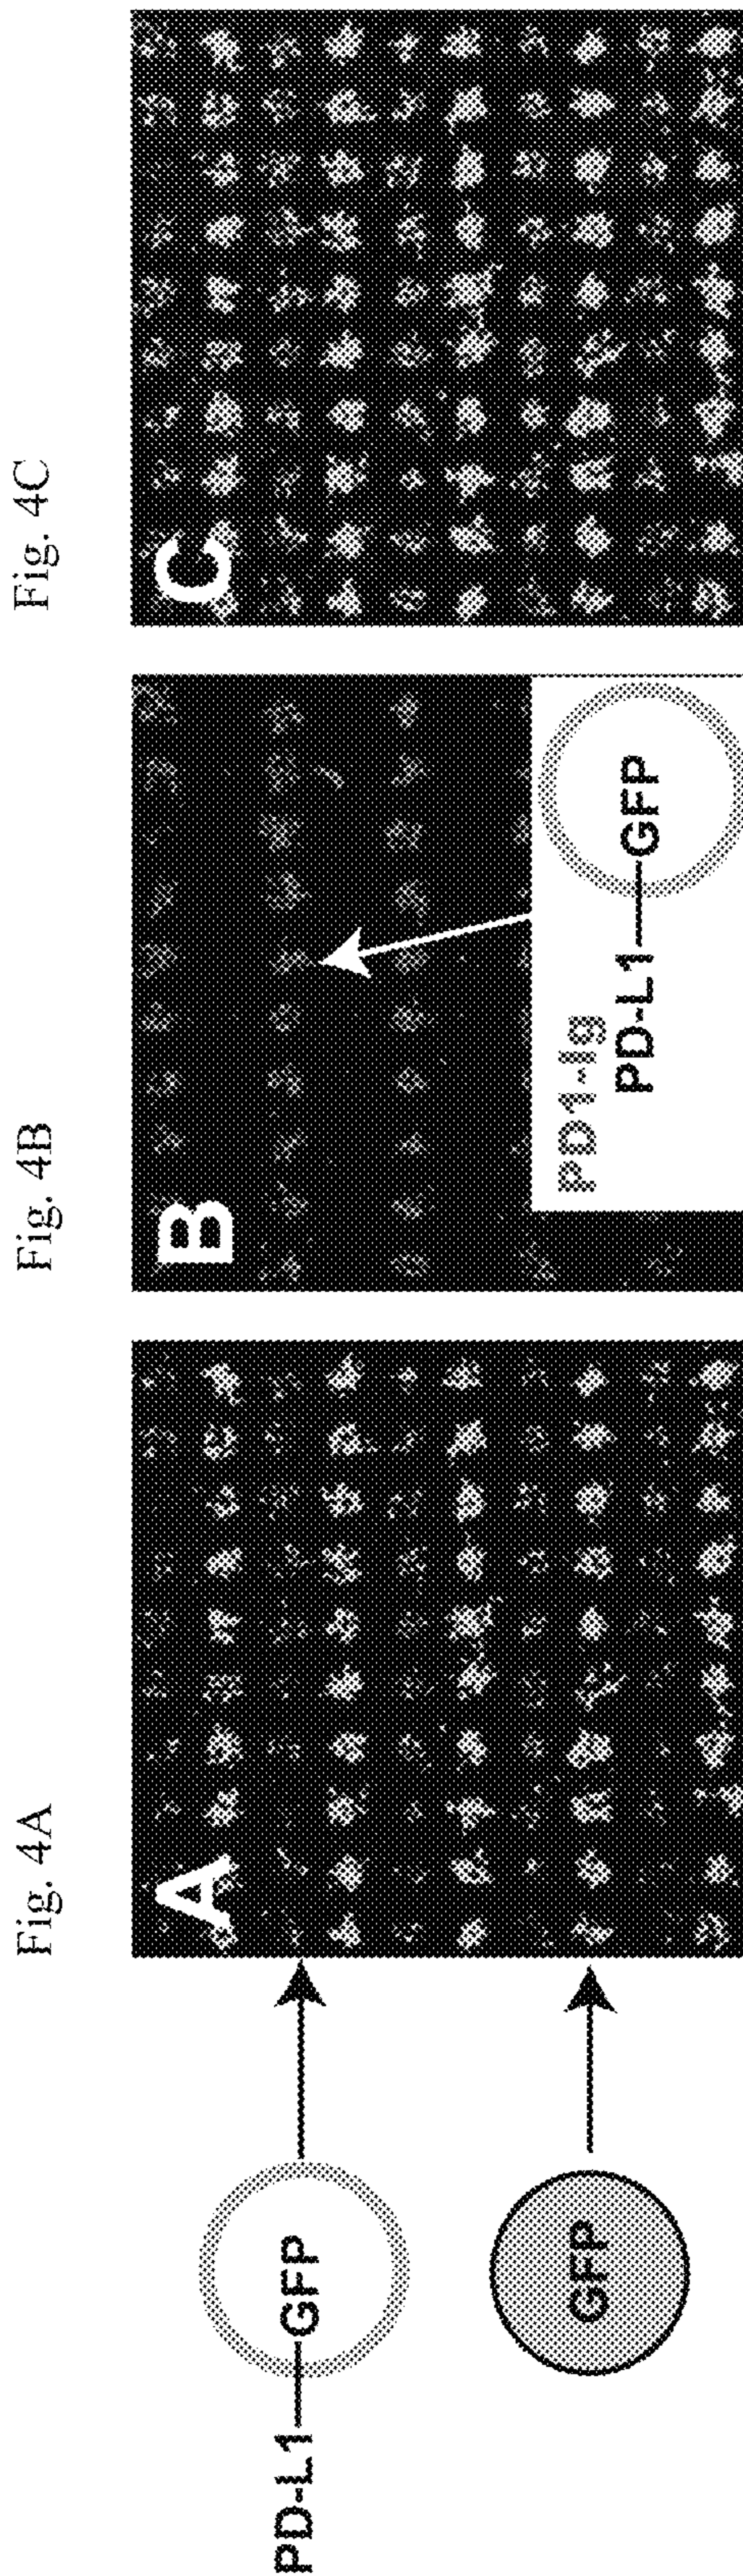 Fig. 4A
Fig. 4B
Fig. 4C
PD-L1
GFP
GFP
A
B
PD1-Ig
PD-L1
GFP
C